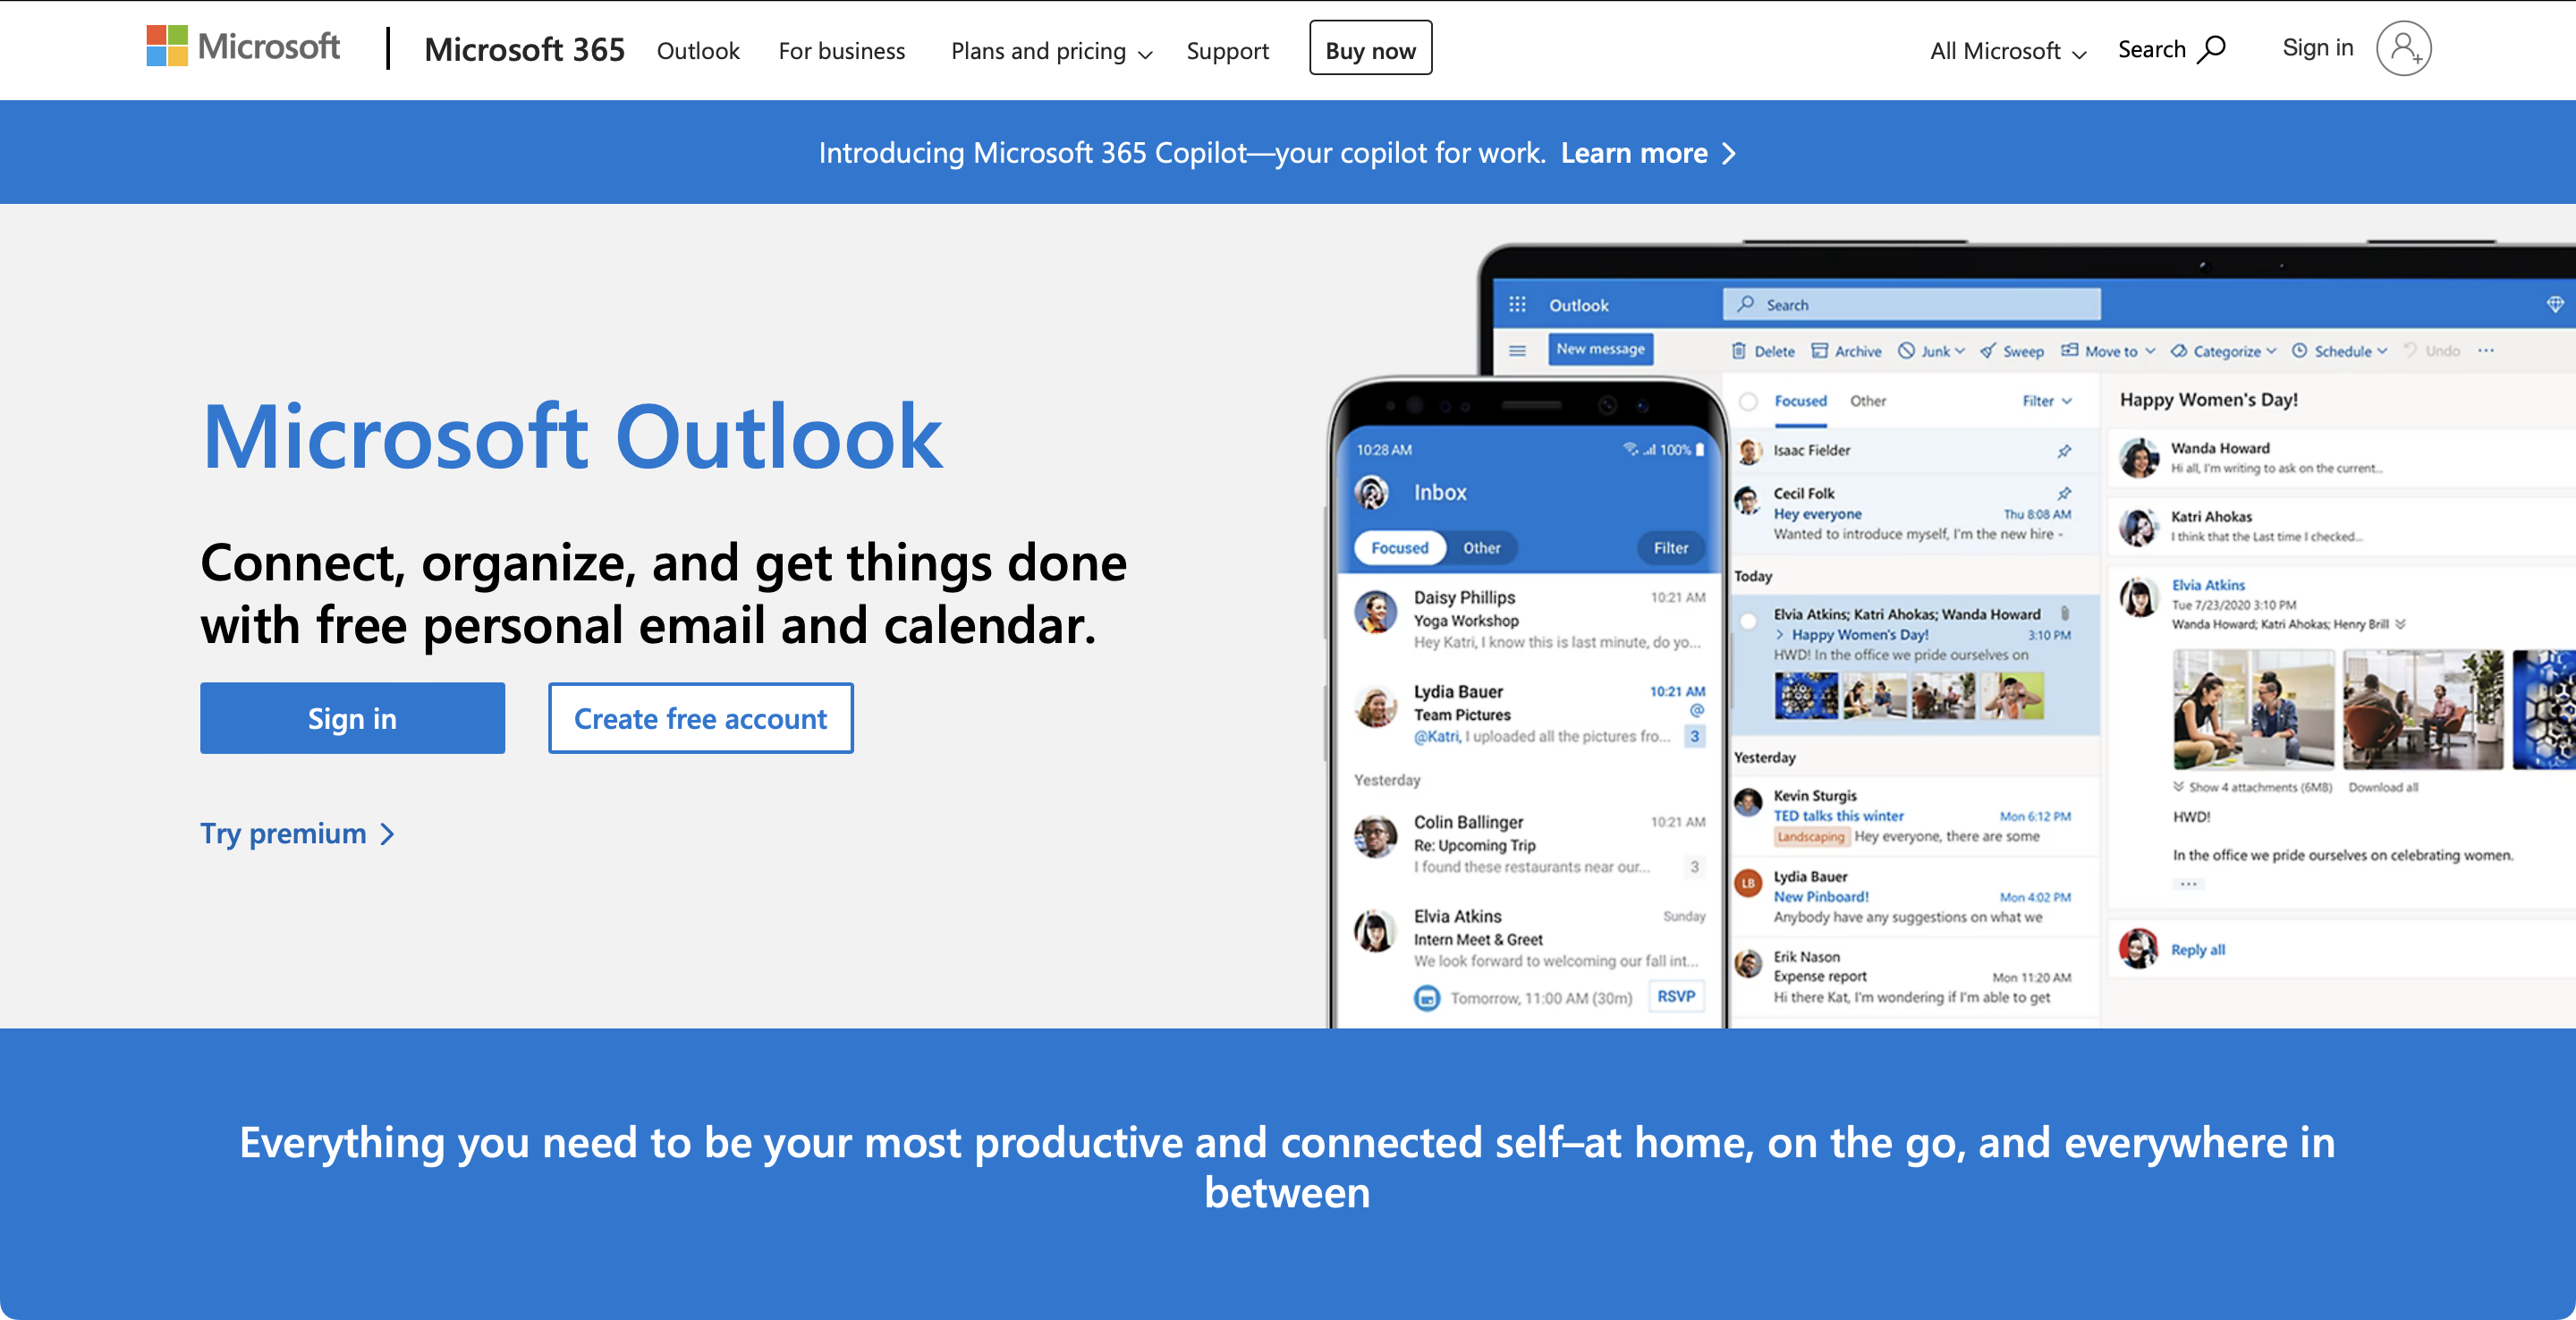 Microsoft
Microsoft 365
Outlook
For business
Plans and pricing
Support
Buy now
All Microsoft
Search
Sign in
Introducing Microsoft 365 Copilot—your copilot for work. Learn more
Microsoft Outlook
Connect, organize, and get things done
with free personal email and calendar.
Sign in
Create free account
Try premium
10:28 AM
100%
Inbox
Focused
Other
Filter
Daisy Phillips
10:21 AM
Yoga Workshop
Hey Katri, I know this is last minute, do yo...
Lydia Bauer
10:21 AM
Team Pictures
@
@Katri, I uploaded all the pictures fro...
3
Yesterday
Colin Ballinger
10:21 AM
Re: Upcoming Trip
I found these restaurants near our...
3
Elvia Atkins
Sunday
Intern Meet & Greet
We look forward to welcoming our fall int...
Tomorrow, 11:00 AM (30m)
RSVP
Outlook
Search
New message
Delete
Archive
Junk
Sweep
Move to
Categorize
Schedule
Undo
...
Focused
Other
Filter
Isaac Fielder
Cecil Folk
Hey everyone
Thu 8:08 AM
Wanted to introduce myself, I'm the new hire -
Today
Elvia Atkins; Katri Ahokas; Wanda Howard
> Happy Women's Day!
3:10 PM
HWD! In the office we pride ourselves on
Yesterday
Kevin Sturgis
TED talks this winter
Mon 6:12 PM
Landscaping Hey everyone, there are some
LB
Lydia Bauer
New Pinboard!
Mon 4:02 PM
Anybody have any suggestions on what we
Erik Nason
Expense report
Mon 11:20 AM
Hi there Kat, I'm wondering if I'm able to get
Happy Women's Day!
Wanda Howard
Hi all, I'm writing to ask on the current...
Katri Ahokas
I think that the Last time I checked...
Elvia Atkins
Tue 7/23/2020 3:10 PM
Wanda Howard; Katri Ahokas; Henry Brill
Show 4 attachments (6MB)
Download all
HWD!
In the office we pride ourselves on celebrating women.
...
Reply all
Everything you need to be your most productive and connected self–at home, on the go, and everywhere in
between